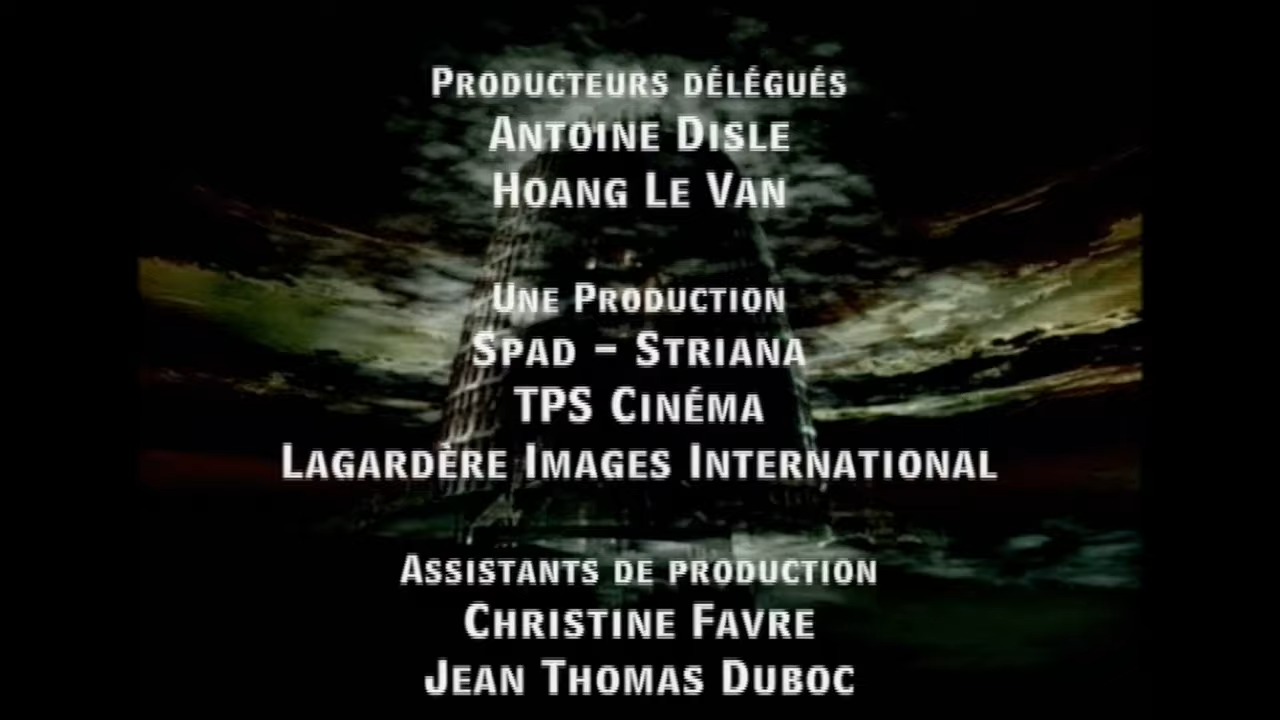 Producteurs délégués
Antoine Disle
Hoang Le Van
Une Production
Spad - Striana
TPS Cinéma
Lagardère Images International
Assistants de production
Christine Favre
Jean Thomas Duboc